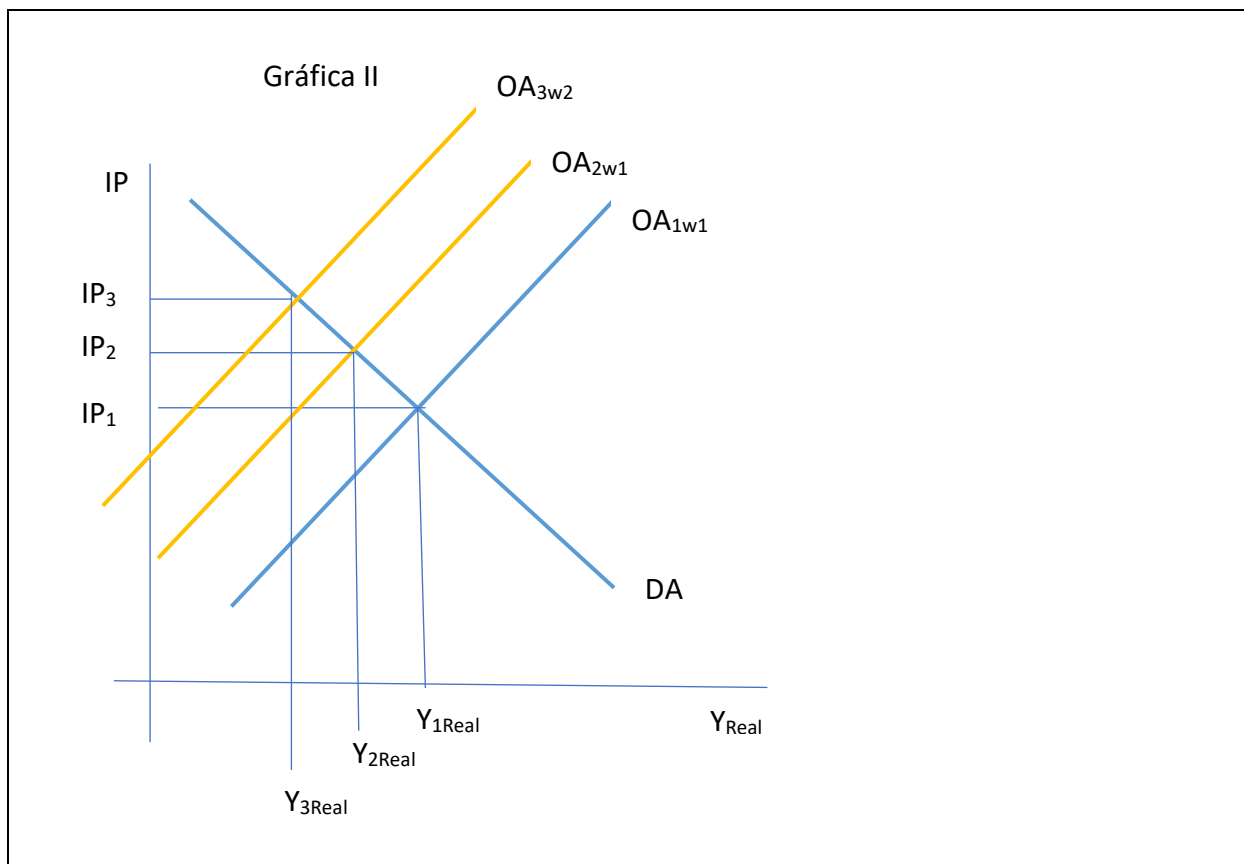 Gráfica II
OA3w2
OA2w1
IP
OA1w1
IP3
IP2
IP1
DA
Y1Real
YReal
Y2Real
Y3Real